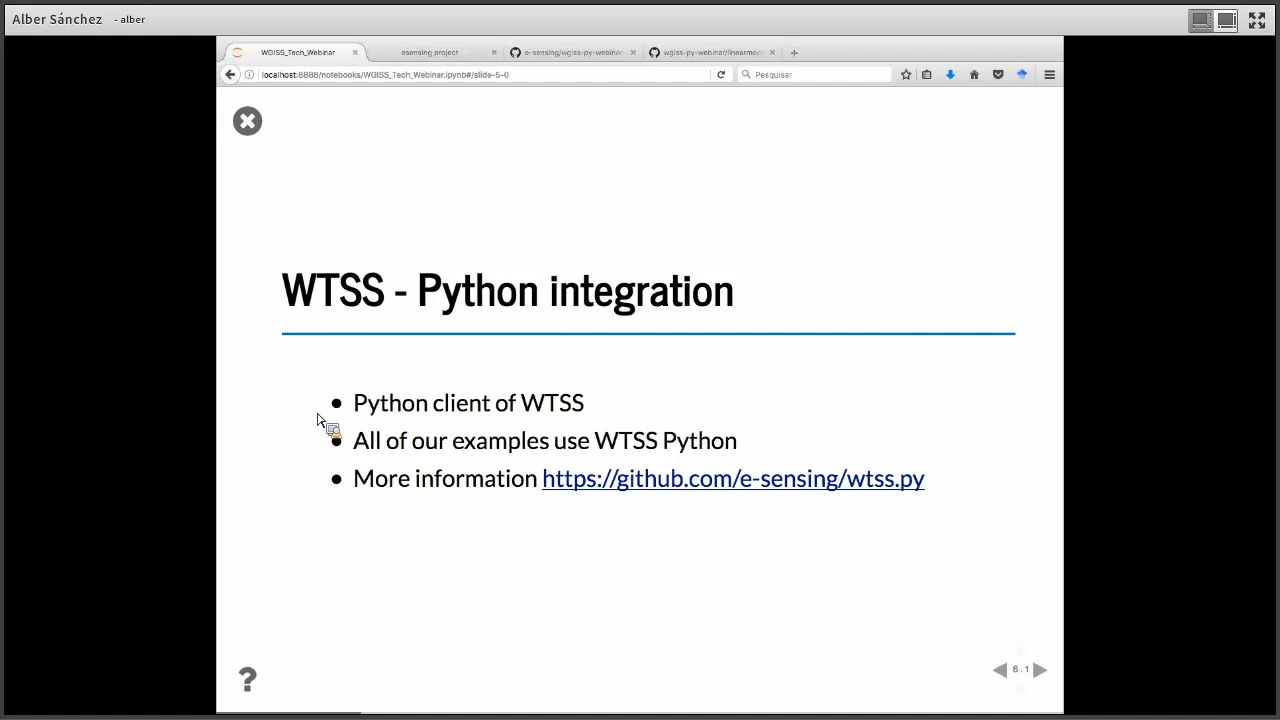 Alber Sánchez - alber
WGISS_Tech_Webinar
esensing project
e-sensing/wgiss-py-webinar
wgiss-py-webinar/linearmod
localhost:8888/notebooks/WGISS_Tech_Webinar.ipynb#/slide-5-0
Pesquisar
WTSS - Python integration
Python client of WTSS
All of our examples use WTSS Python
More information https://github.com/e-sensing/wtss.py
?
6.1